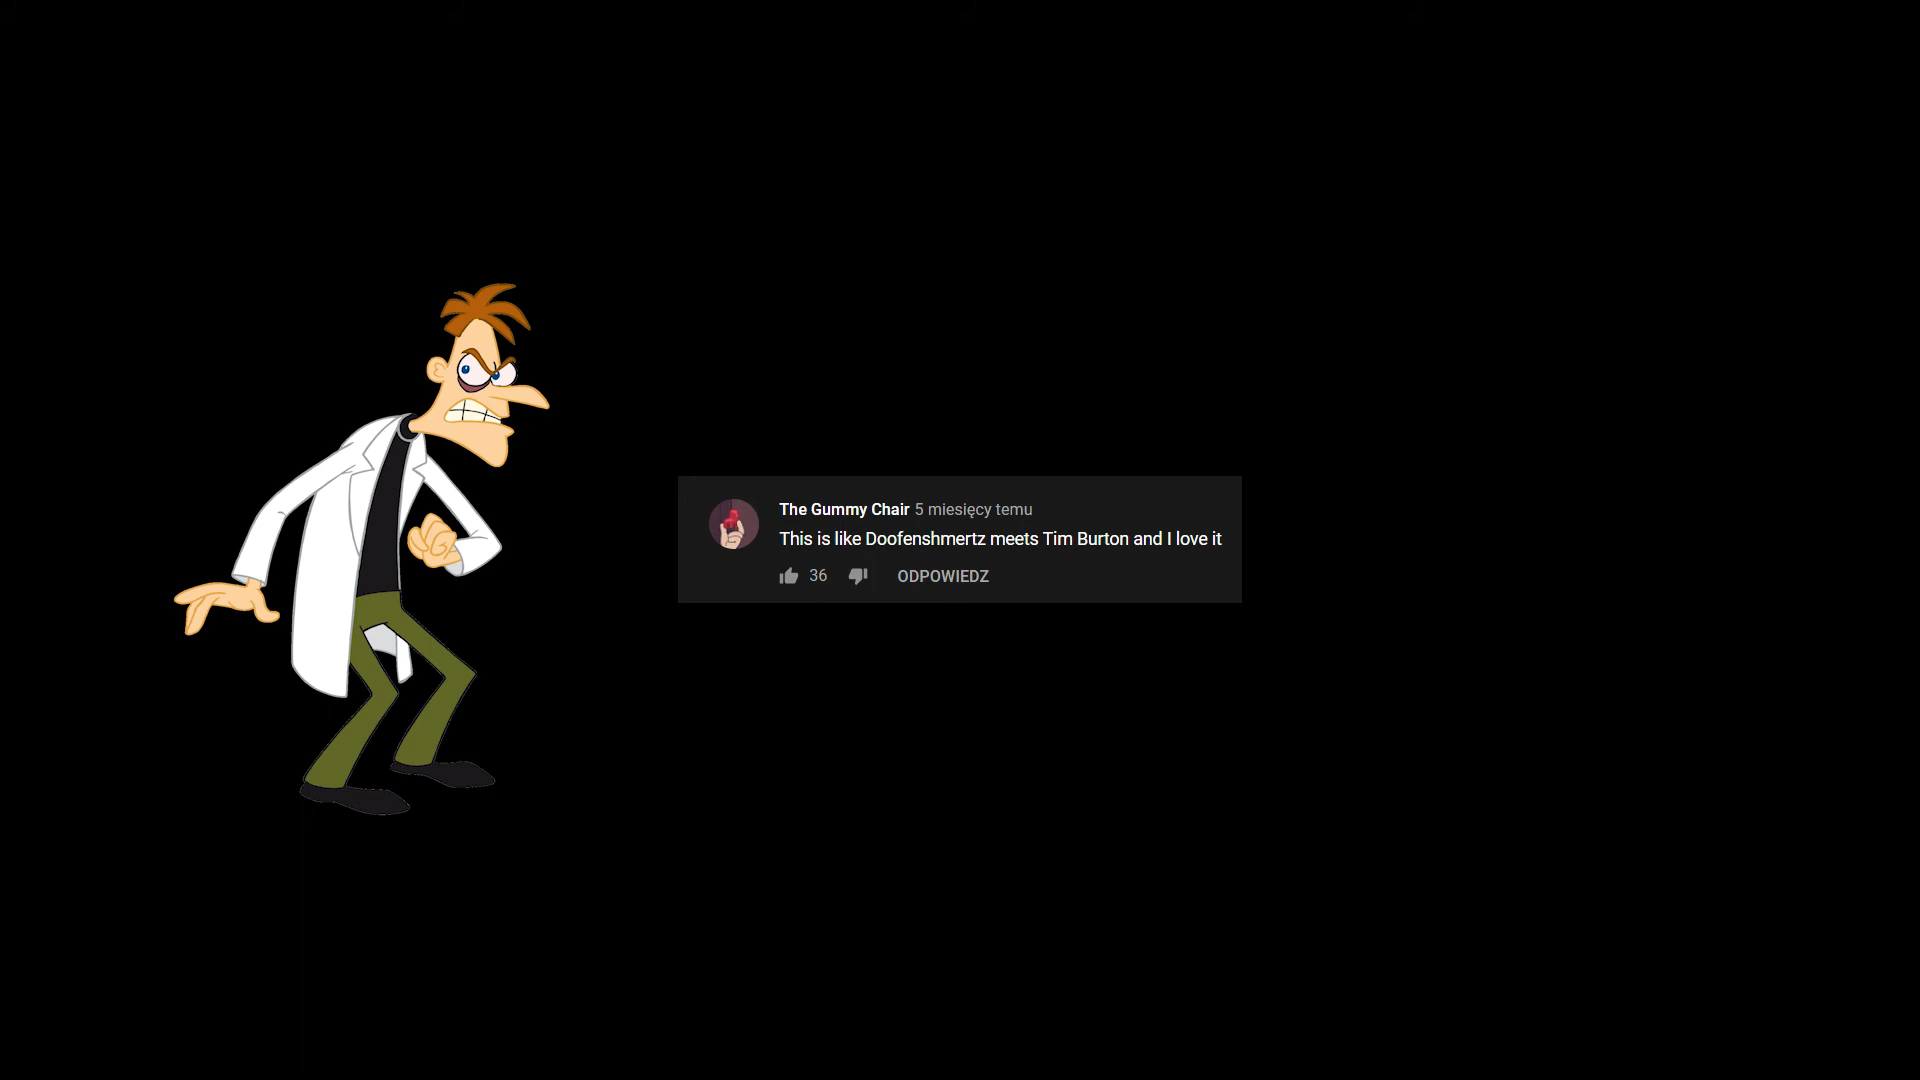 The Gummy Chair 5 miesięcy temu
This is like Doofenshmertz meets Tim Burton and I love it
36 ODPOWIEDZ